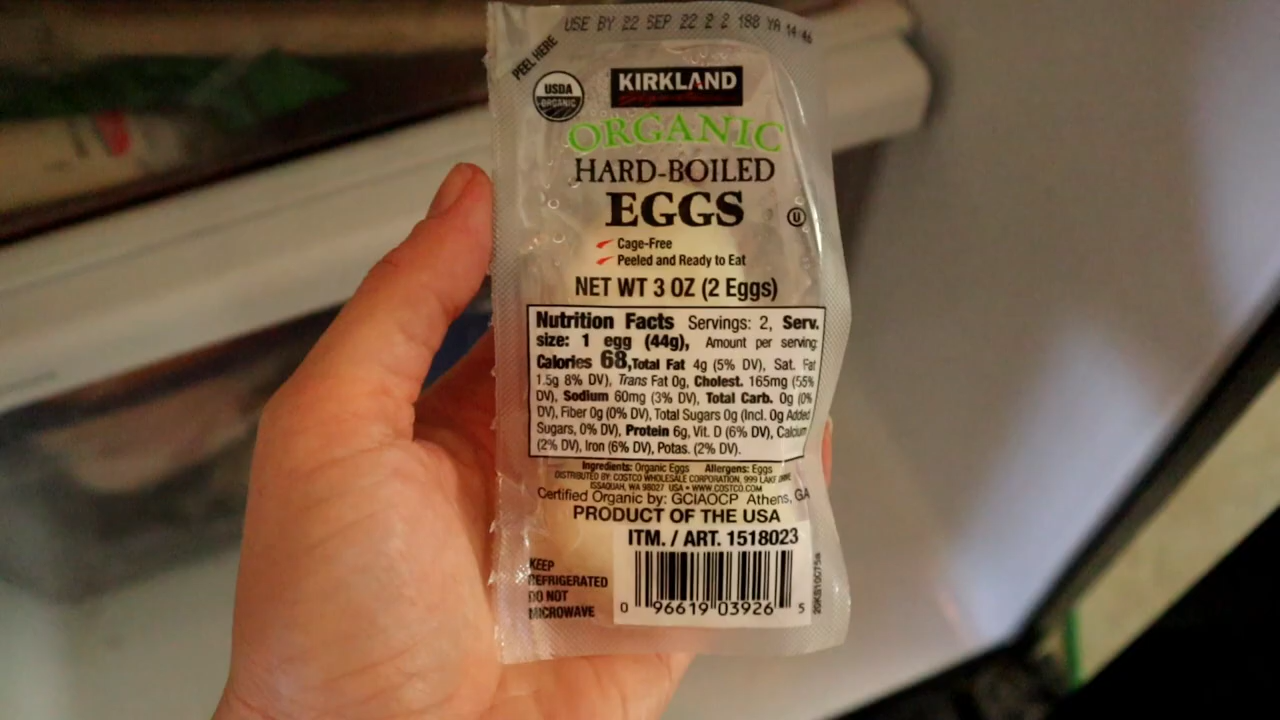 USE BY 22 SEP 22 2 2 188 YA 14:46
PEEL HERE
USDA
ORGANIC
KIRKLAND
Signature
ORGANIC
HARD-BOILED
EGGS
U
Cage-Free
Peeled and Ready to Eat
NET WT 3 OZ (2 Eggs)
Nutrition Facts Servings: 2, Serv.
size: 1 egg (44g), Amount per serving:
Calories 68, Total Fat 4g (5% DV), Sat. Fat
1.5g 8% DV), Trans Fat 0g, Cholest. 165mg (55%
DV), Sodium 60mg (3% DV), Total Carb. 0g (0%
DV), Fiber 0g (0% DV), Total Sugars 0g (Incl. 0g Added
Sugars, 0% DV), Protein 6g, Vit. D (6% DV), Calcium
(2% DV), Iron (6% DV), Potas. (2% DV).
Ingredients: Organic Eggs Allergens: Eggs
DISTRIBUTED BY: COSTCO WHOLESALE CORPORATION, 999 LAKE DRIVE,
ISSAQUAH, WA 98027 USA • WWW.COSTCO.COM
Certified Organic by: GCIAOCP Athens, GA
PRODUCT OF THE USA
ITM. / ART. 1518023
KEEP
REFRIGERATED
DO NOT
MICROWAVE
0 96619 03926 5